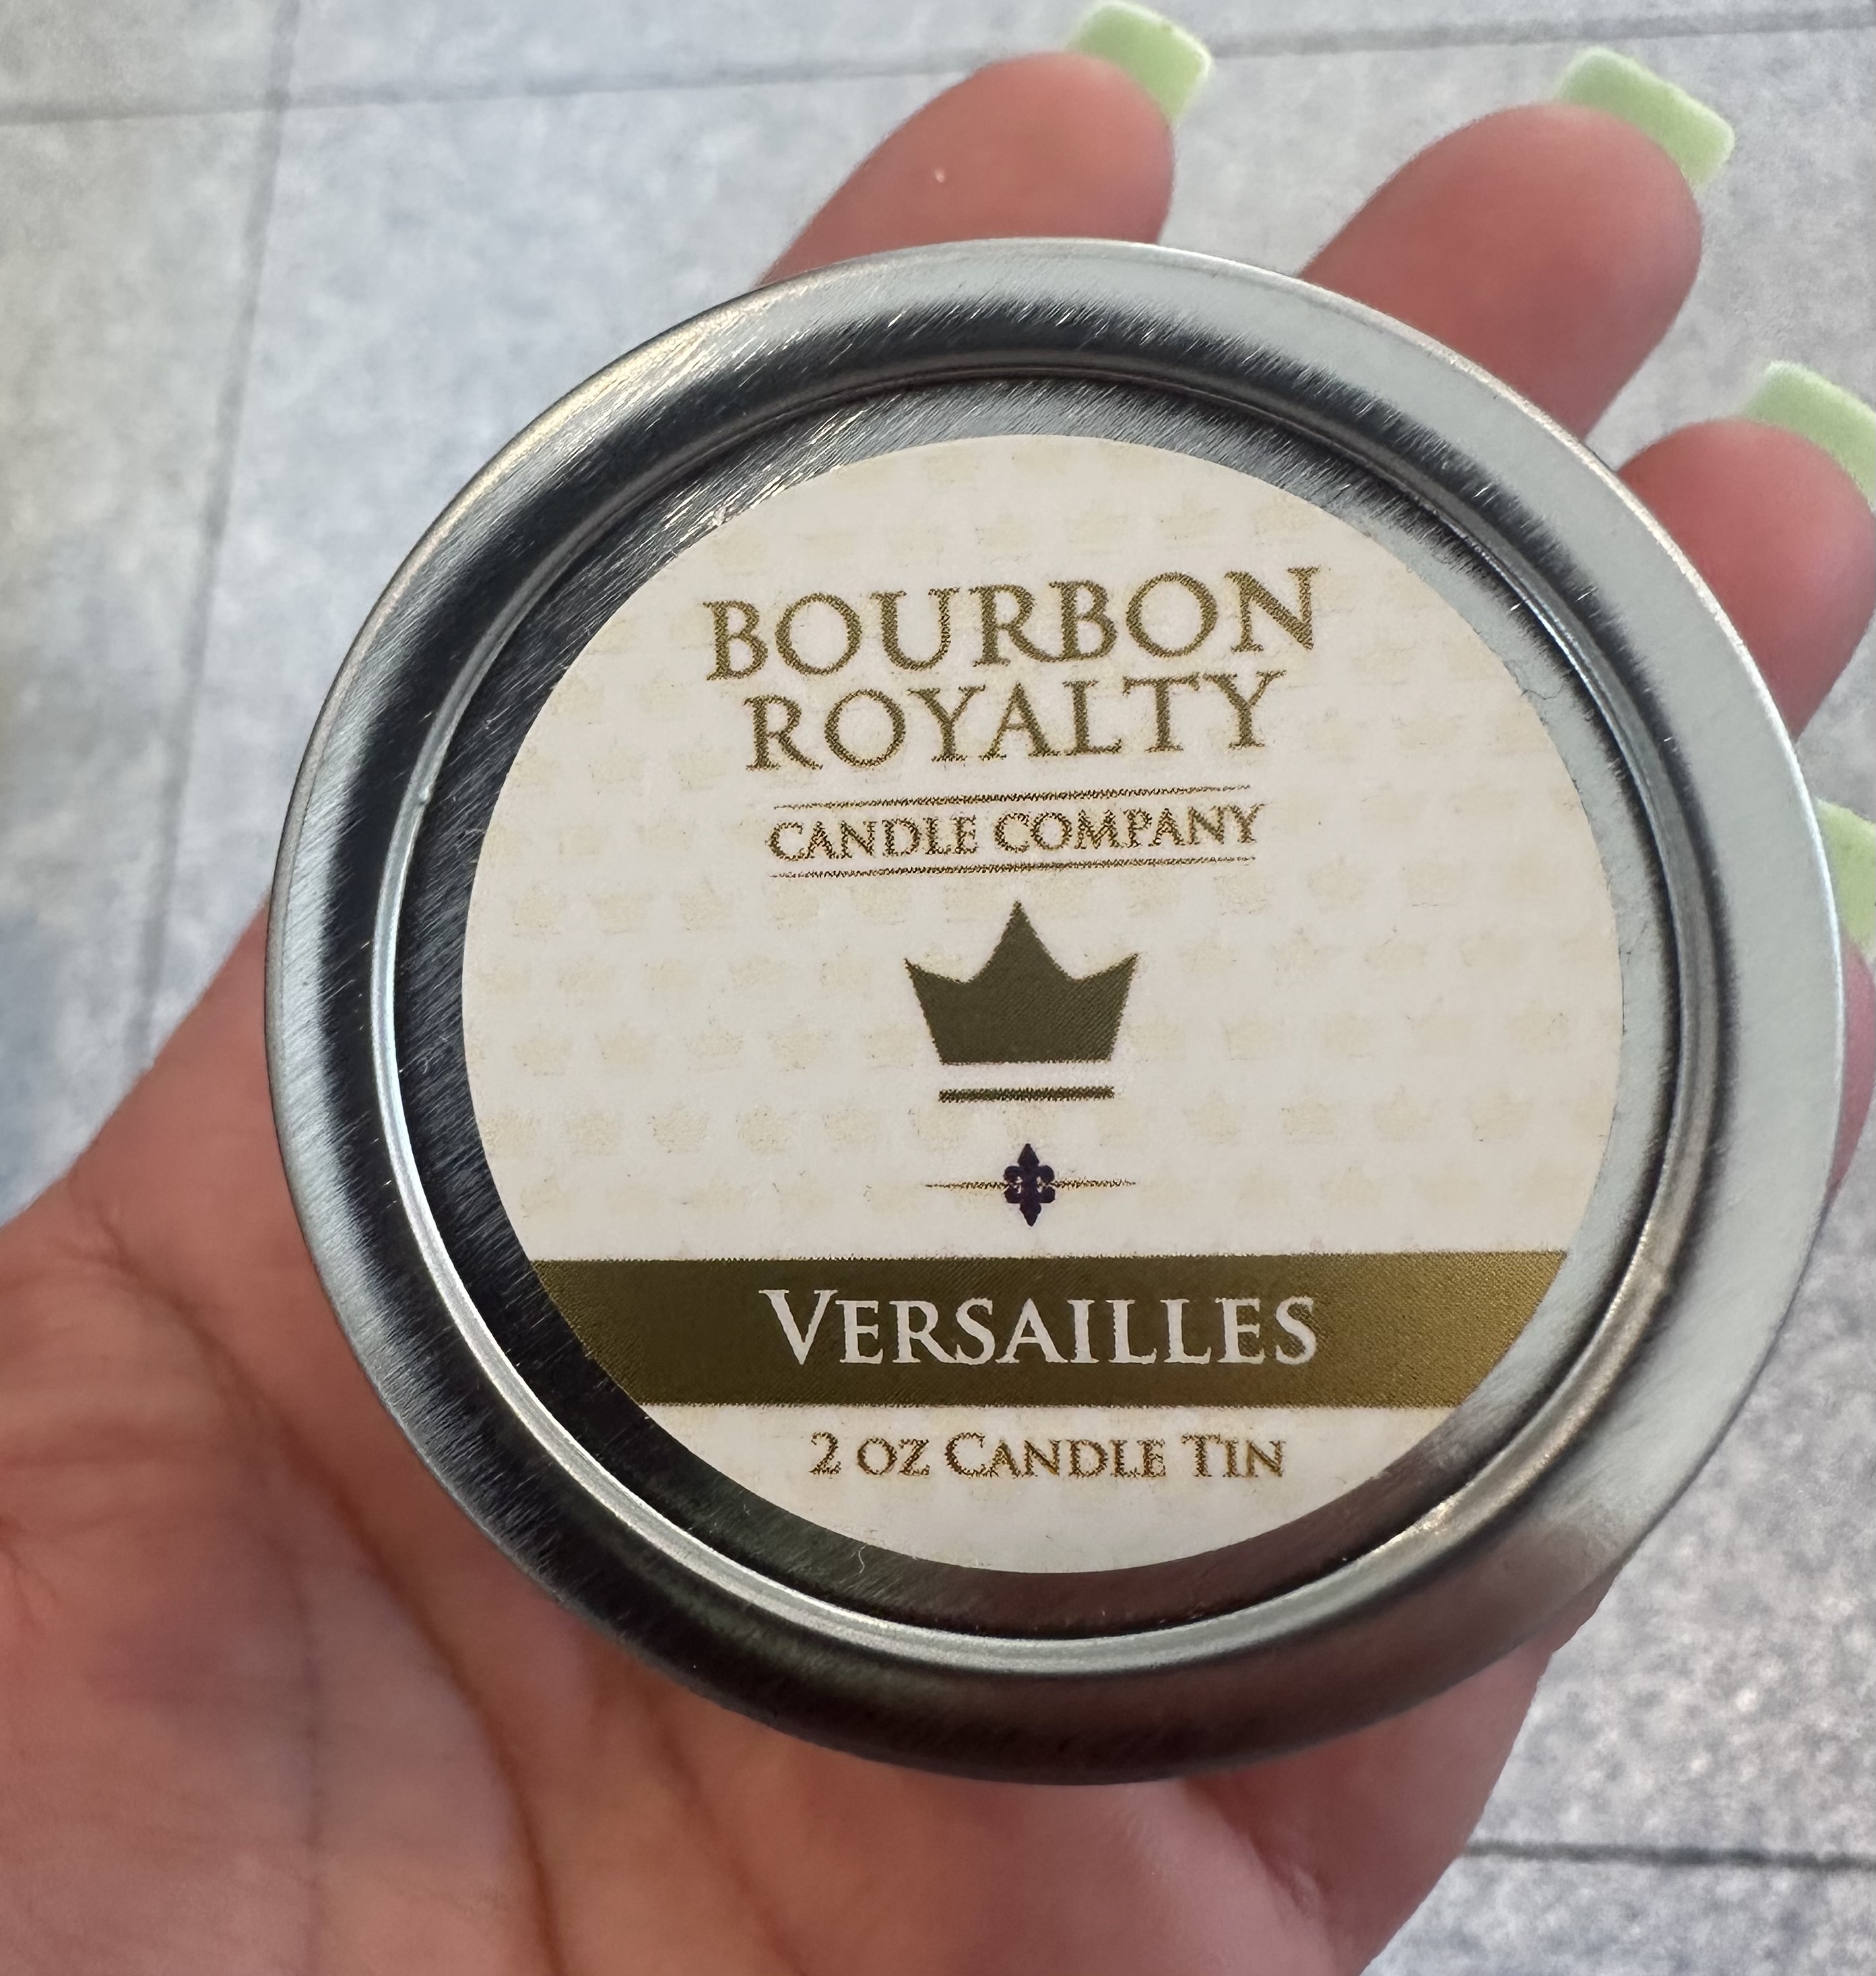 BOURBON
ROYALTY
CANDLE COMPANY
VERSAILLES
2 OZ CANDLE TIN